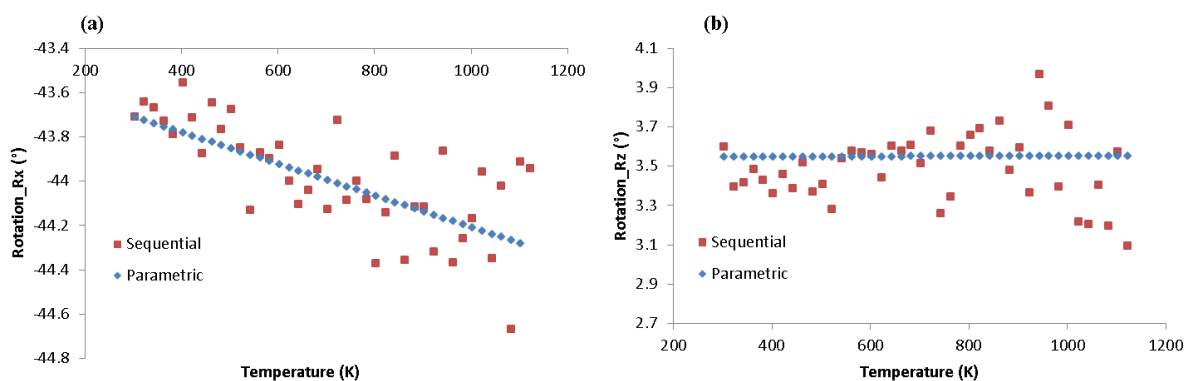 (a)
-43.4
200 400 600 800 1000 1200
-43.6
-43.8
-44
-44.2
-44.4
-44.6
-44.8
Rotation_Rx (°)
Sequential
Parametric
Temperature (K)
(b)
4.1
3.9
3.7
3.5
3.3
3.1
2.9
2.7
Rotation_Rz (°)
Sequential
Parametric
200 400 600 800 1000 1200
Temperature (K)